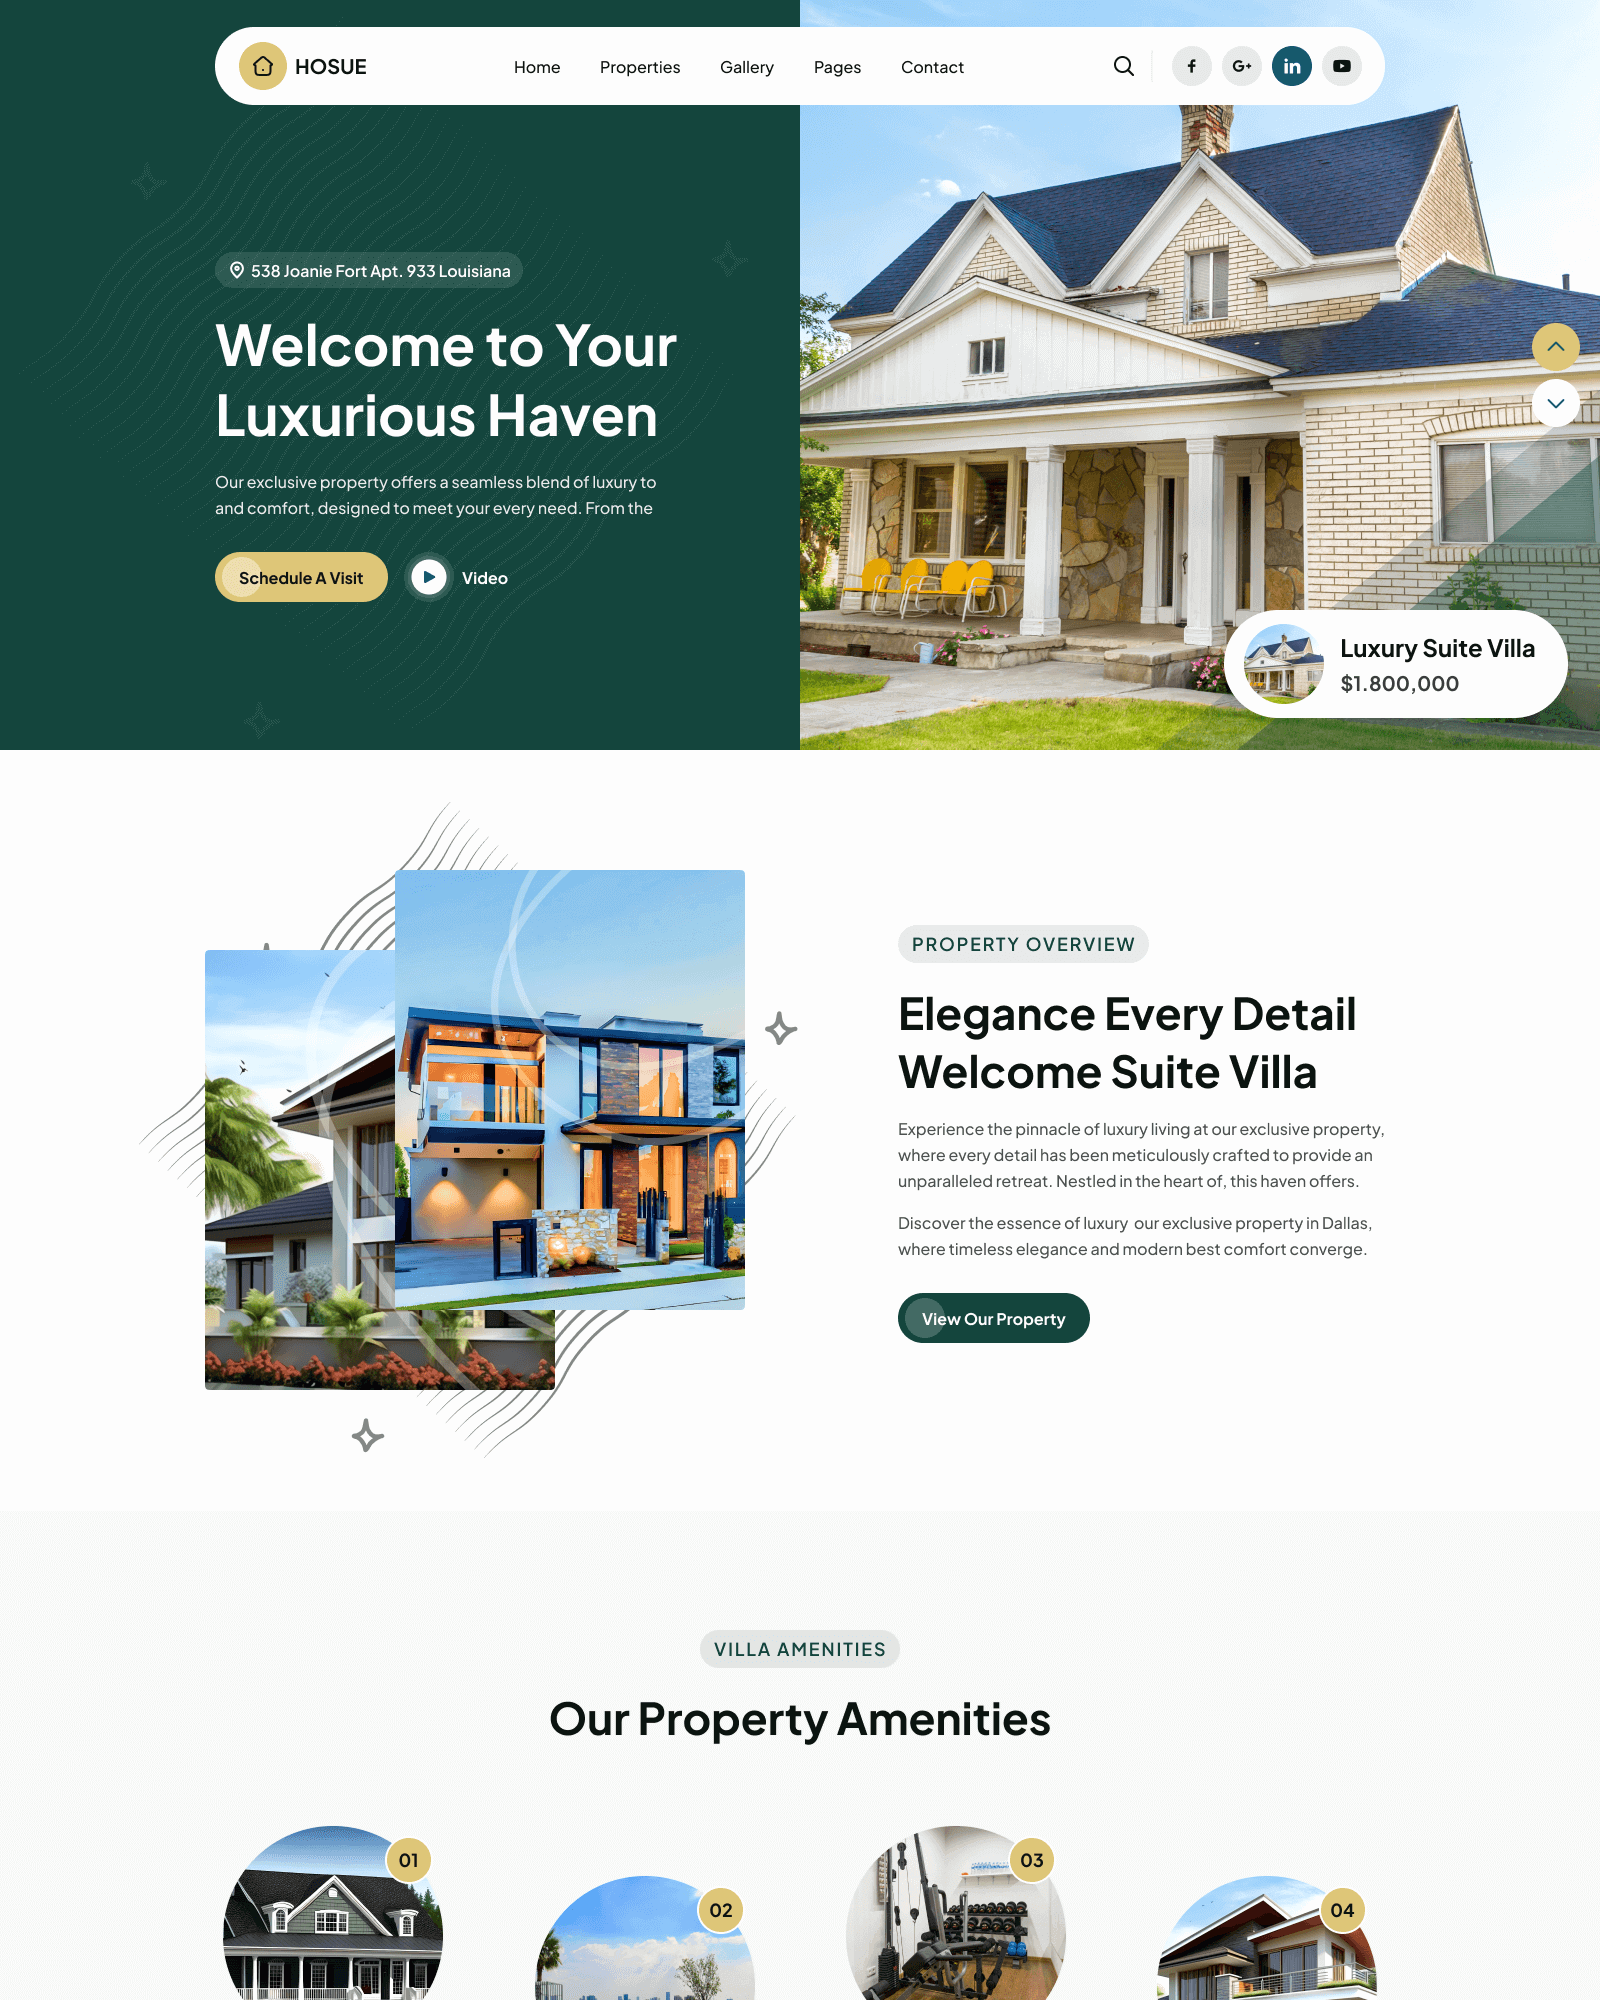 HOSUE
Home
Properties
Gallery
Pages
Contact
538 Joanie Fort Apt. 933 Louisiana
Welcome to Your
Luxurious Haven
Our exclusive property offers a seamless blend of luxury to
and comfort, designed to meet your every need. From the
Schedule A Visit
Video
Luxury Suite Villa
$1.800,000
PROPERTY OVERVIEW
Elegance Every Detail
Welcome Suite Villa
Experience the pinnacle of luxury living at our exclusive property,
where every detail has been meticulously crafted to provide an
unparalleled retreat. Nestled in the heart of, this haven offers.
Discover the essence of luxury our exclusive property in Dallas,
where timeless elegance and modern best comfort converge.
View Our Property
VILLA AMENITIES
Our Property Amenities
01
02
03
04